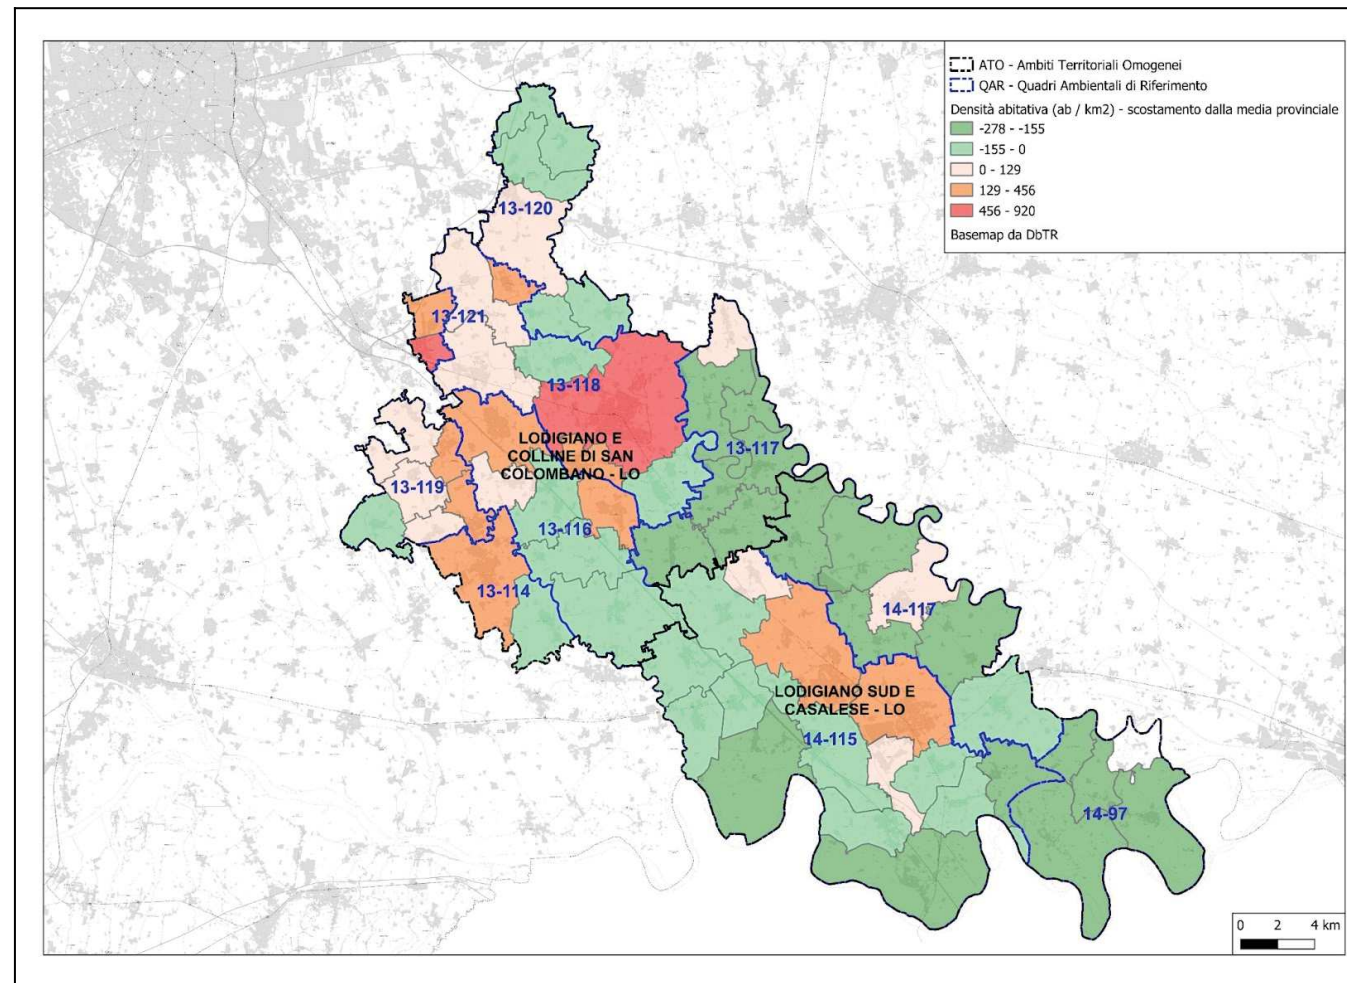 ATO - Ambiti Territoriali Omogenei
QAR - Quadri Ambientali di Riferimento
Densità abitativa (ab / km2) - scostamento dalla media provinciale
-278 - -155
-155 - 0
0 - 129
129 - 456
456 - 920
Basemap da DbTR
13-120
13-121
13-118
LODIGIANO E
COLLINE DI SAN
COLOMBANO - LO
13-117
13-119
13-116
13-114
14-117
LODIGIANO SUD E
CASALESE - LO
14-115
14-97
0 2 4 km